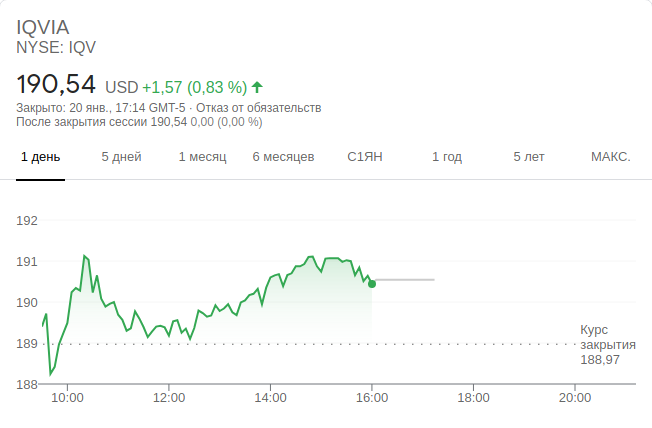 IQVIA
NYSE: IQV
190,54 USD +1,57 (0,83 %)
Закрыто: 20 янв., 17:14 GMT-5 · Отказ от обязательств
После закрытия сессии 190,54 0,00 (0,00 %)
1 день 5 дней 1 месяц 6 месяцев С1ЯН 1 год 5 лет МАКС.
192
191
190
189
188
Курс
закрытия
188,97
10:00 12:00 14:00 16:00 18:00 20:00